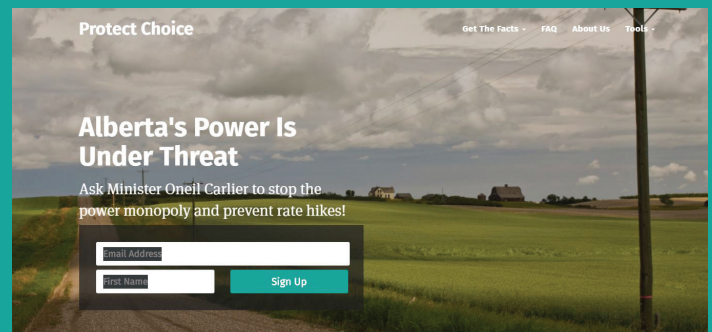 Protect Choice
Get The Facts FAQ About Us Tools
Alberta's Power Is
Under Threat
Ask Minister Oneil Carlier to stop the
power monopoly and prevent rate hikes!
Email Address
First Name Sign Up